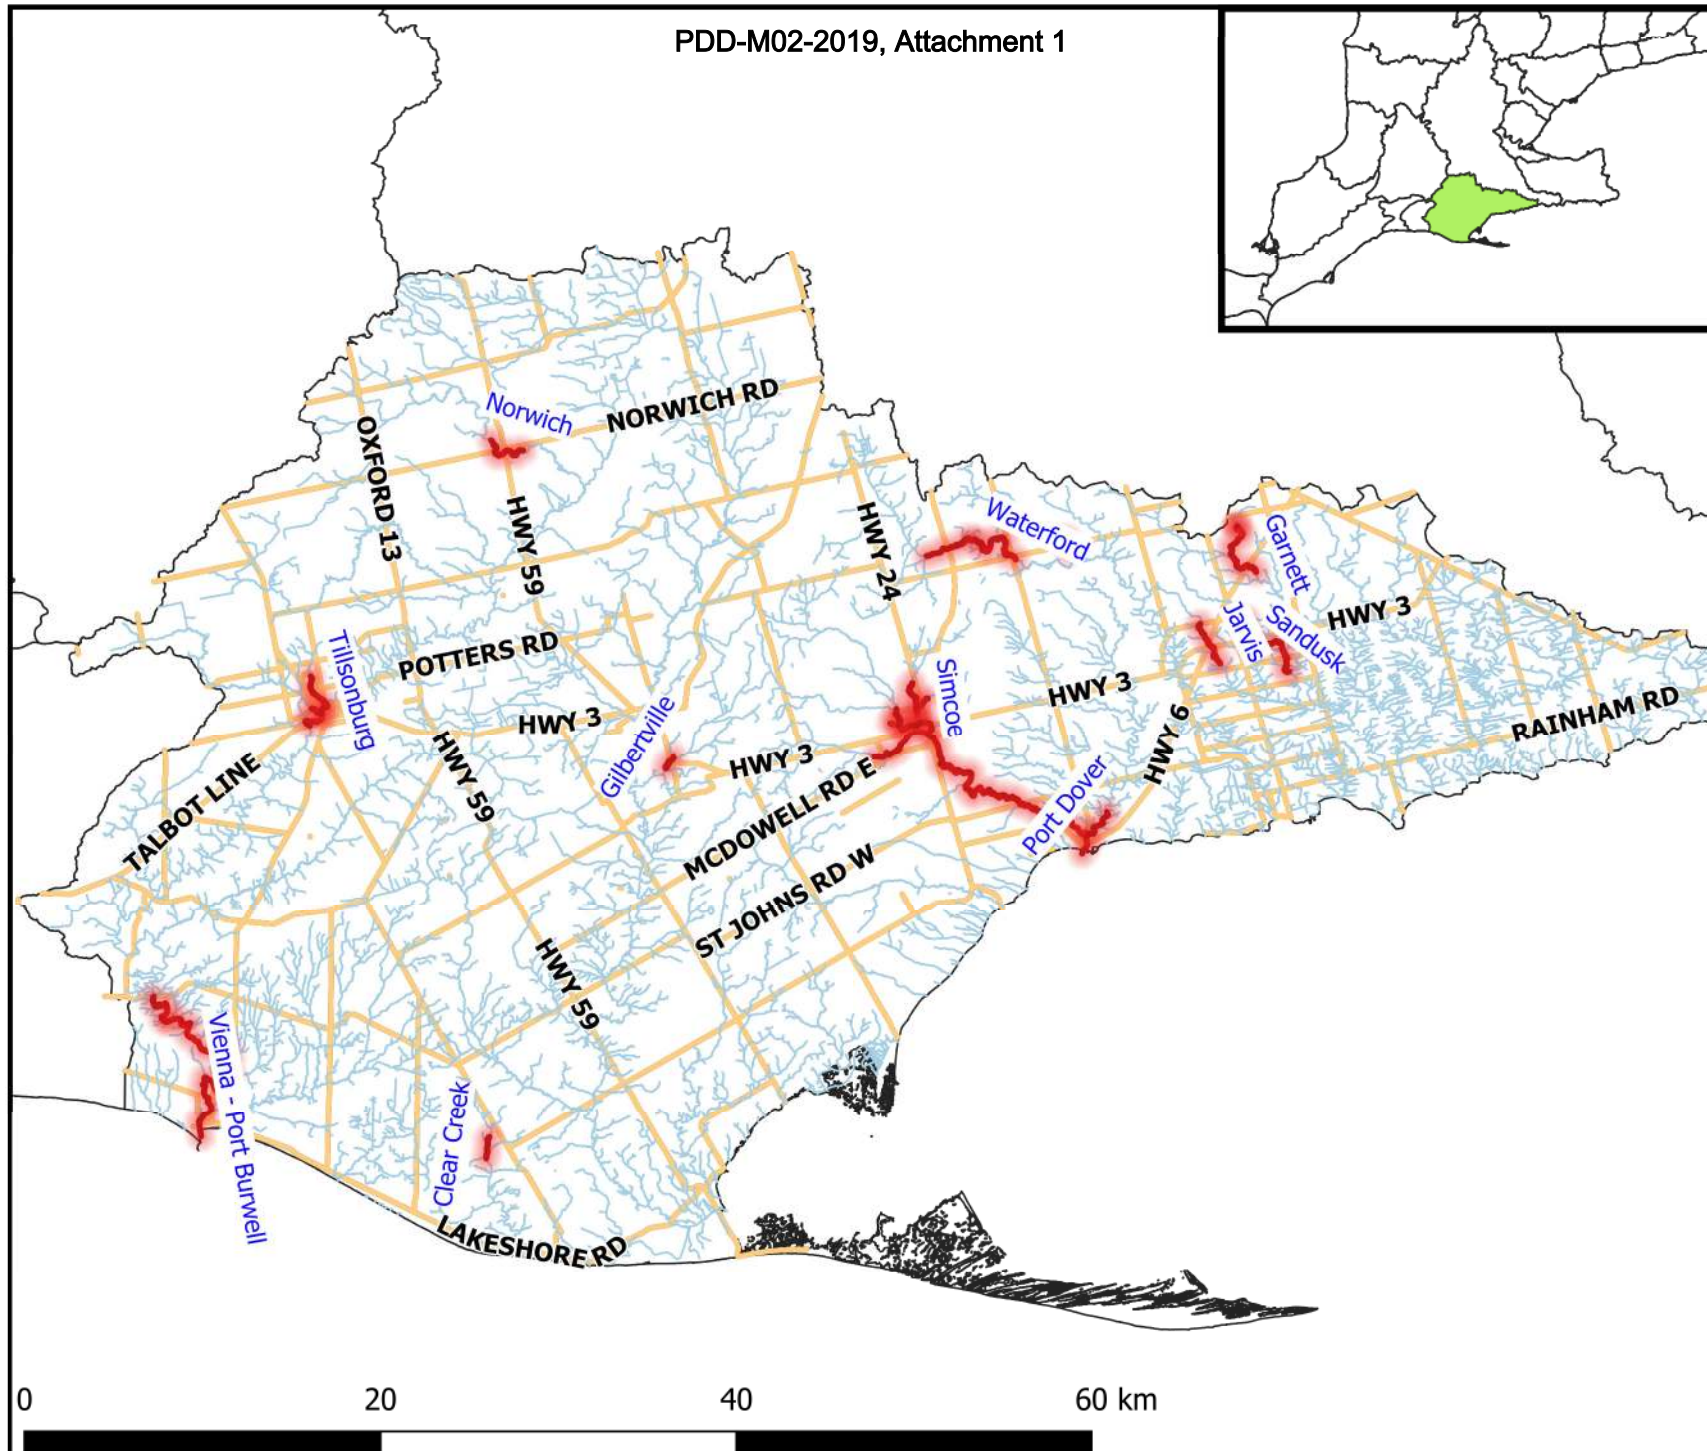 PDD-M02-2019, Attachment 1
Norwich
NORWICH RD
OXFORD 13
HWY 59
HWY 24
Waterford
Garnett
HWY 3
Jarvis
Sandusk
Tillsonburg
POTTERS RD
Simcoe
HWY 3
HWY 3
Gilbertville
HWY 59
HWY 3
HWY 6
RAINHAM RD
TALBOT LINE
MCDOWELL RD E
Port Dover
ST JOHNS RD W
HWY 59
Vienna - Port Burwell
Clear Creek
LAKESHORE RD
0 20 40 60 km